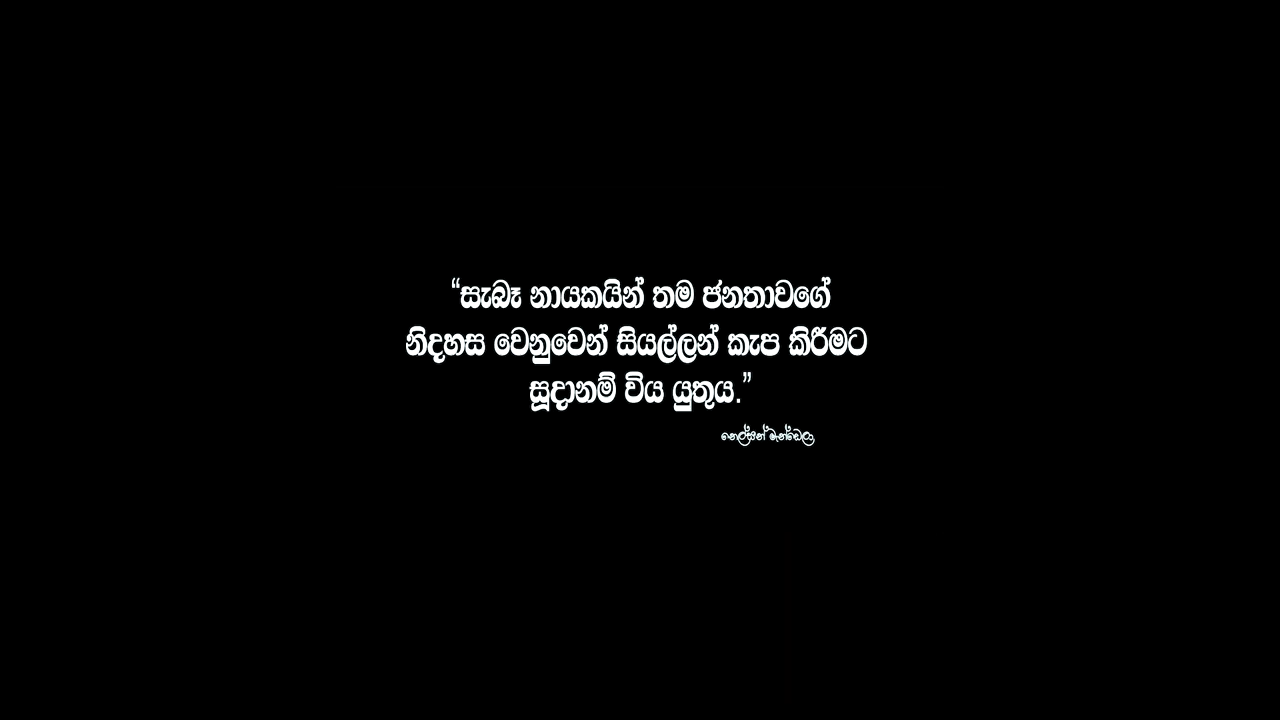 “සැබෑ නායකයින් තම ජනතාවගේ
නිදහස වෙනුවෙන් සියල්ලන් කැප කිරීමට
සූදානම් විය යුතුය.”
නෙල්සන් මැන්ඩෙලා